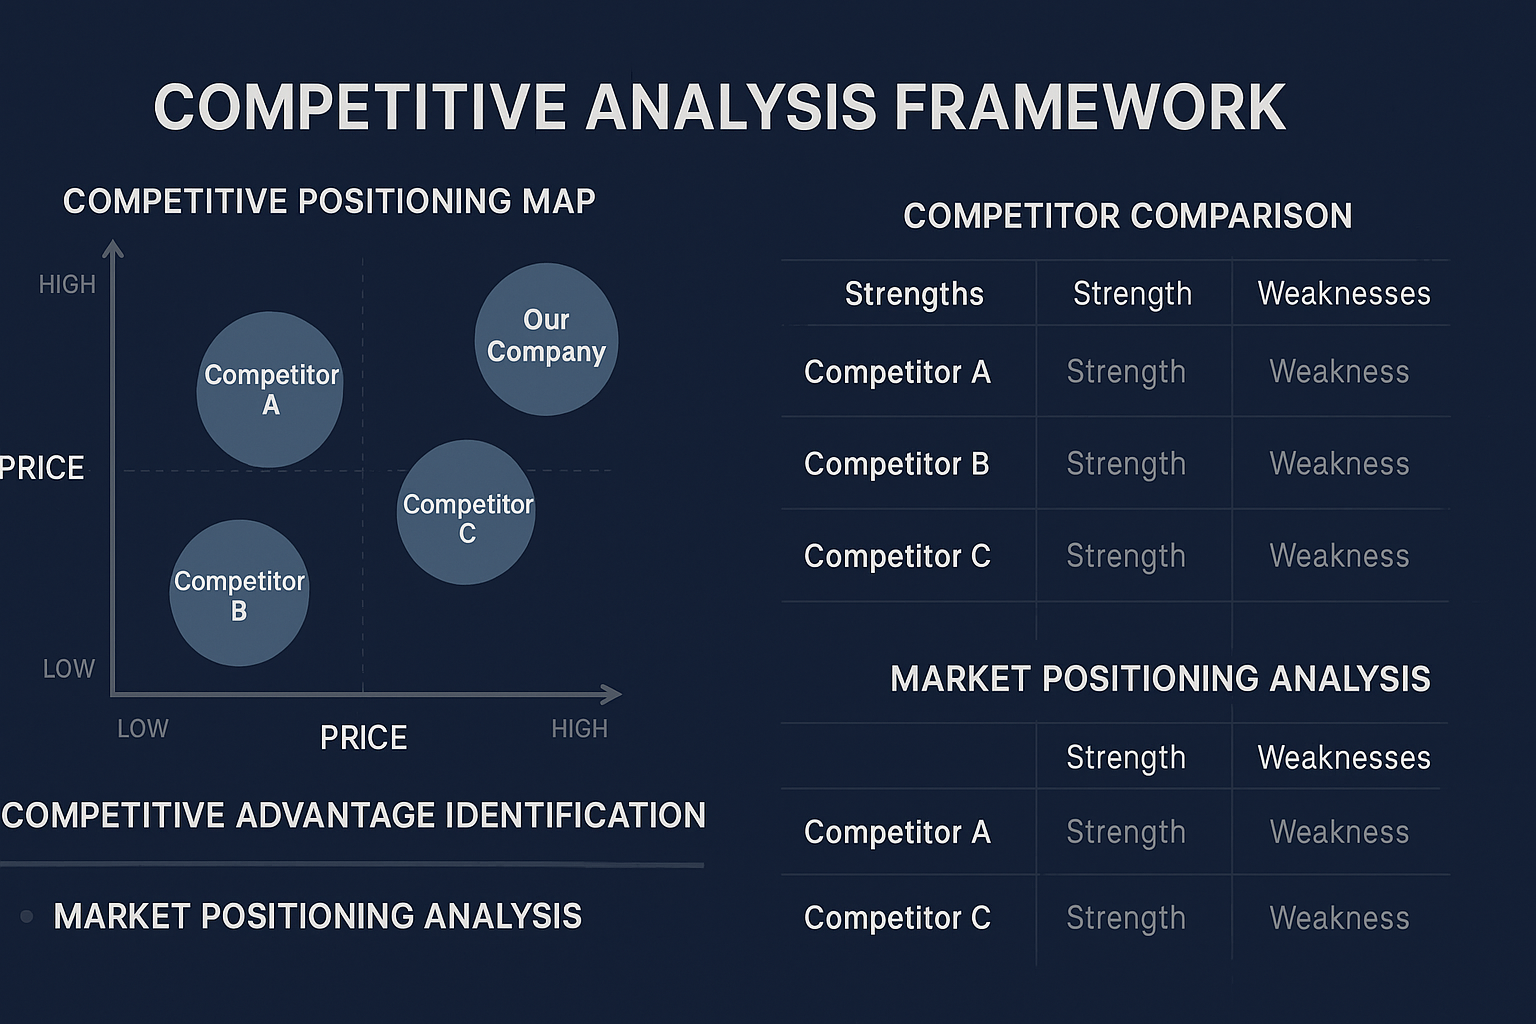 COMPETITIVE ANALYSIS FRAMEWORK
COMPETITIVE POSITIONING MAP
HIGH
Our
Company
Competitor
A
PRICE
Competitor
C
Competitor
B
LOW
LOW
PRICE
HIGH
COMPETITIVE ADVANTAGE IDENTIFICATION
MARKET POSITIONING ANALYSIS
COMPETITOR COMPARISON
Strengths Strength Weaknesses
Competitor A Strength Weakness
Competitor B Strength Weakness
Competitor C Strength Weakness
MARKET POSITIONING ANALYSIS
Strength Weaknesses
Competitor A Strength Weakness
Competitor C Strength Weakness